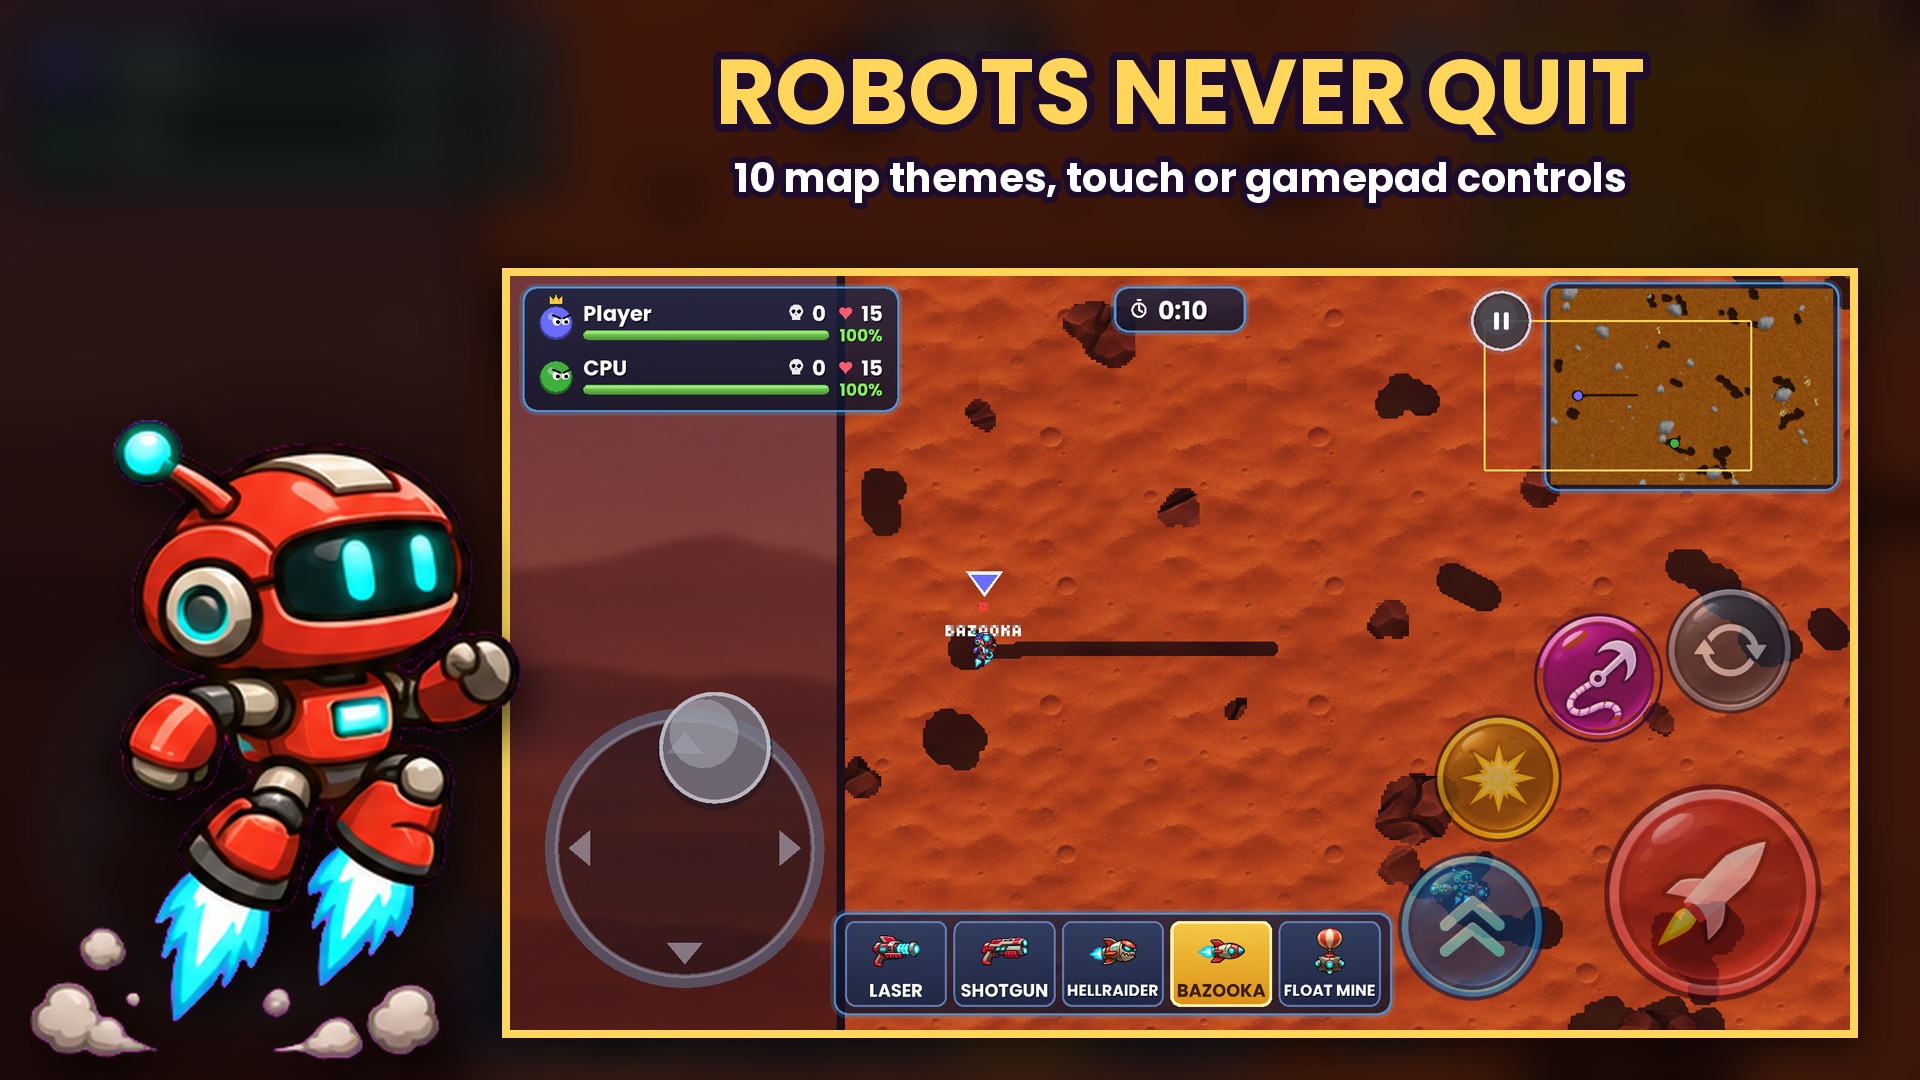 ROBOTS NEVER QUIT
10 map themes, touch or gamepad controls
Player 0 15
100%
CPU 0 15
100%
0:10
BAZOOKA
LASER
SHOTGUN
HELLRAIDER
BAZOOKA
FLOAT MINE